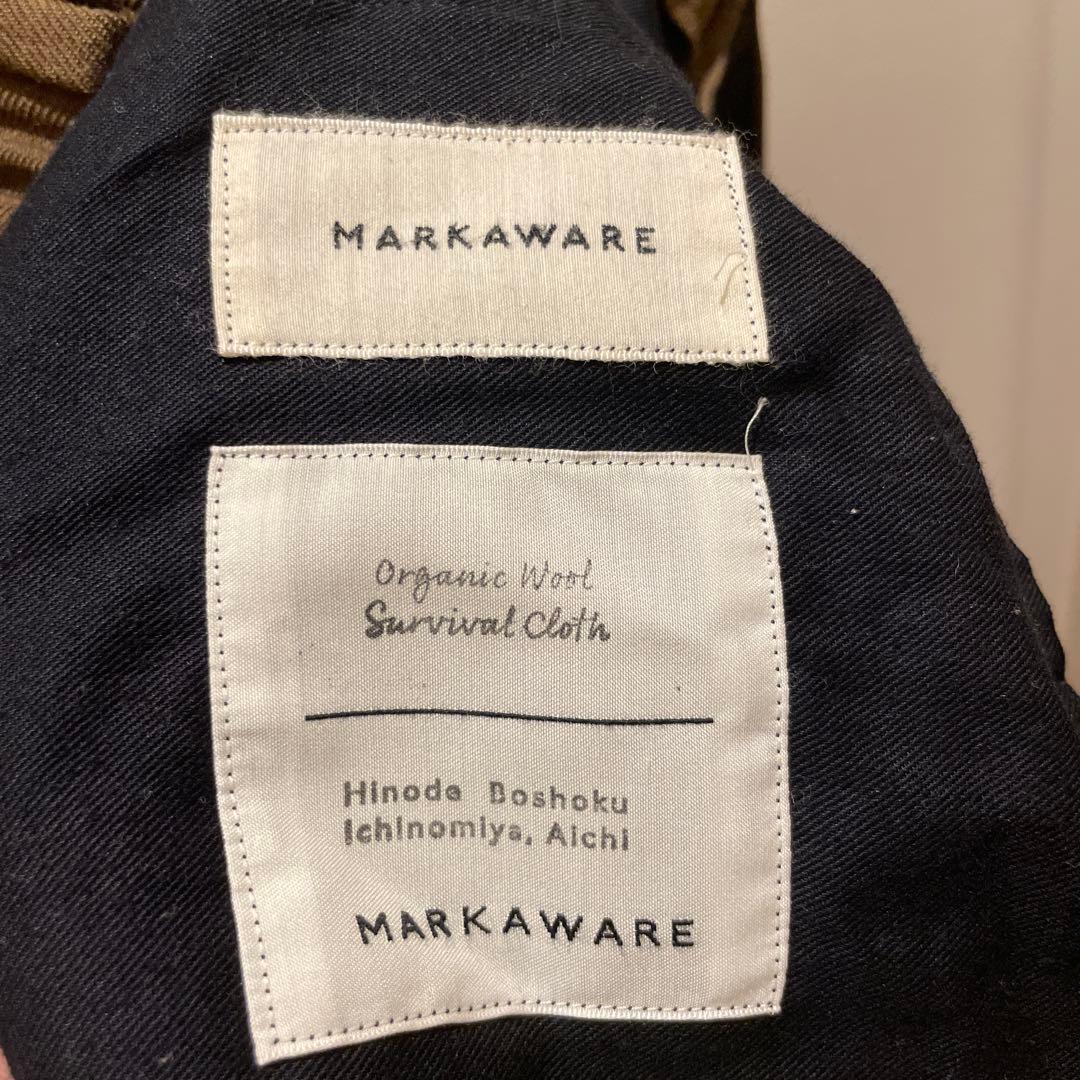 MARKAWARE
Organic Wool
Survival Cloth
Hinode Boshoku
Ichinomiya, Aichi
MARKAWARE